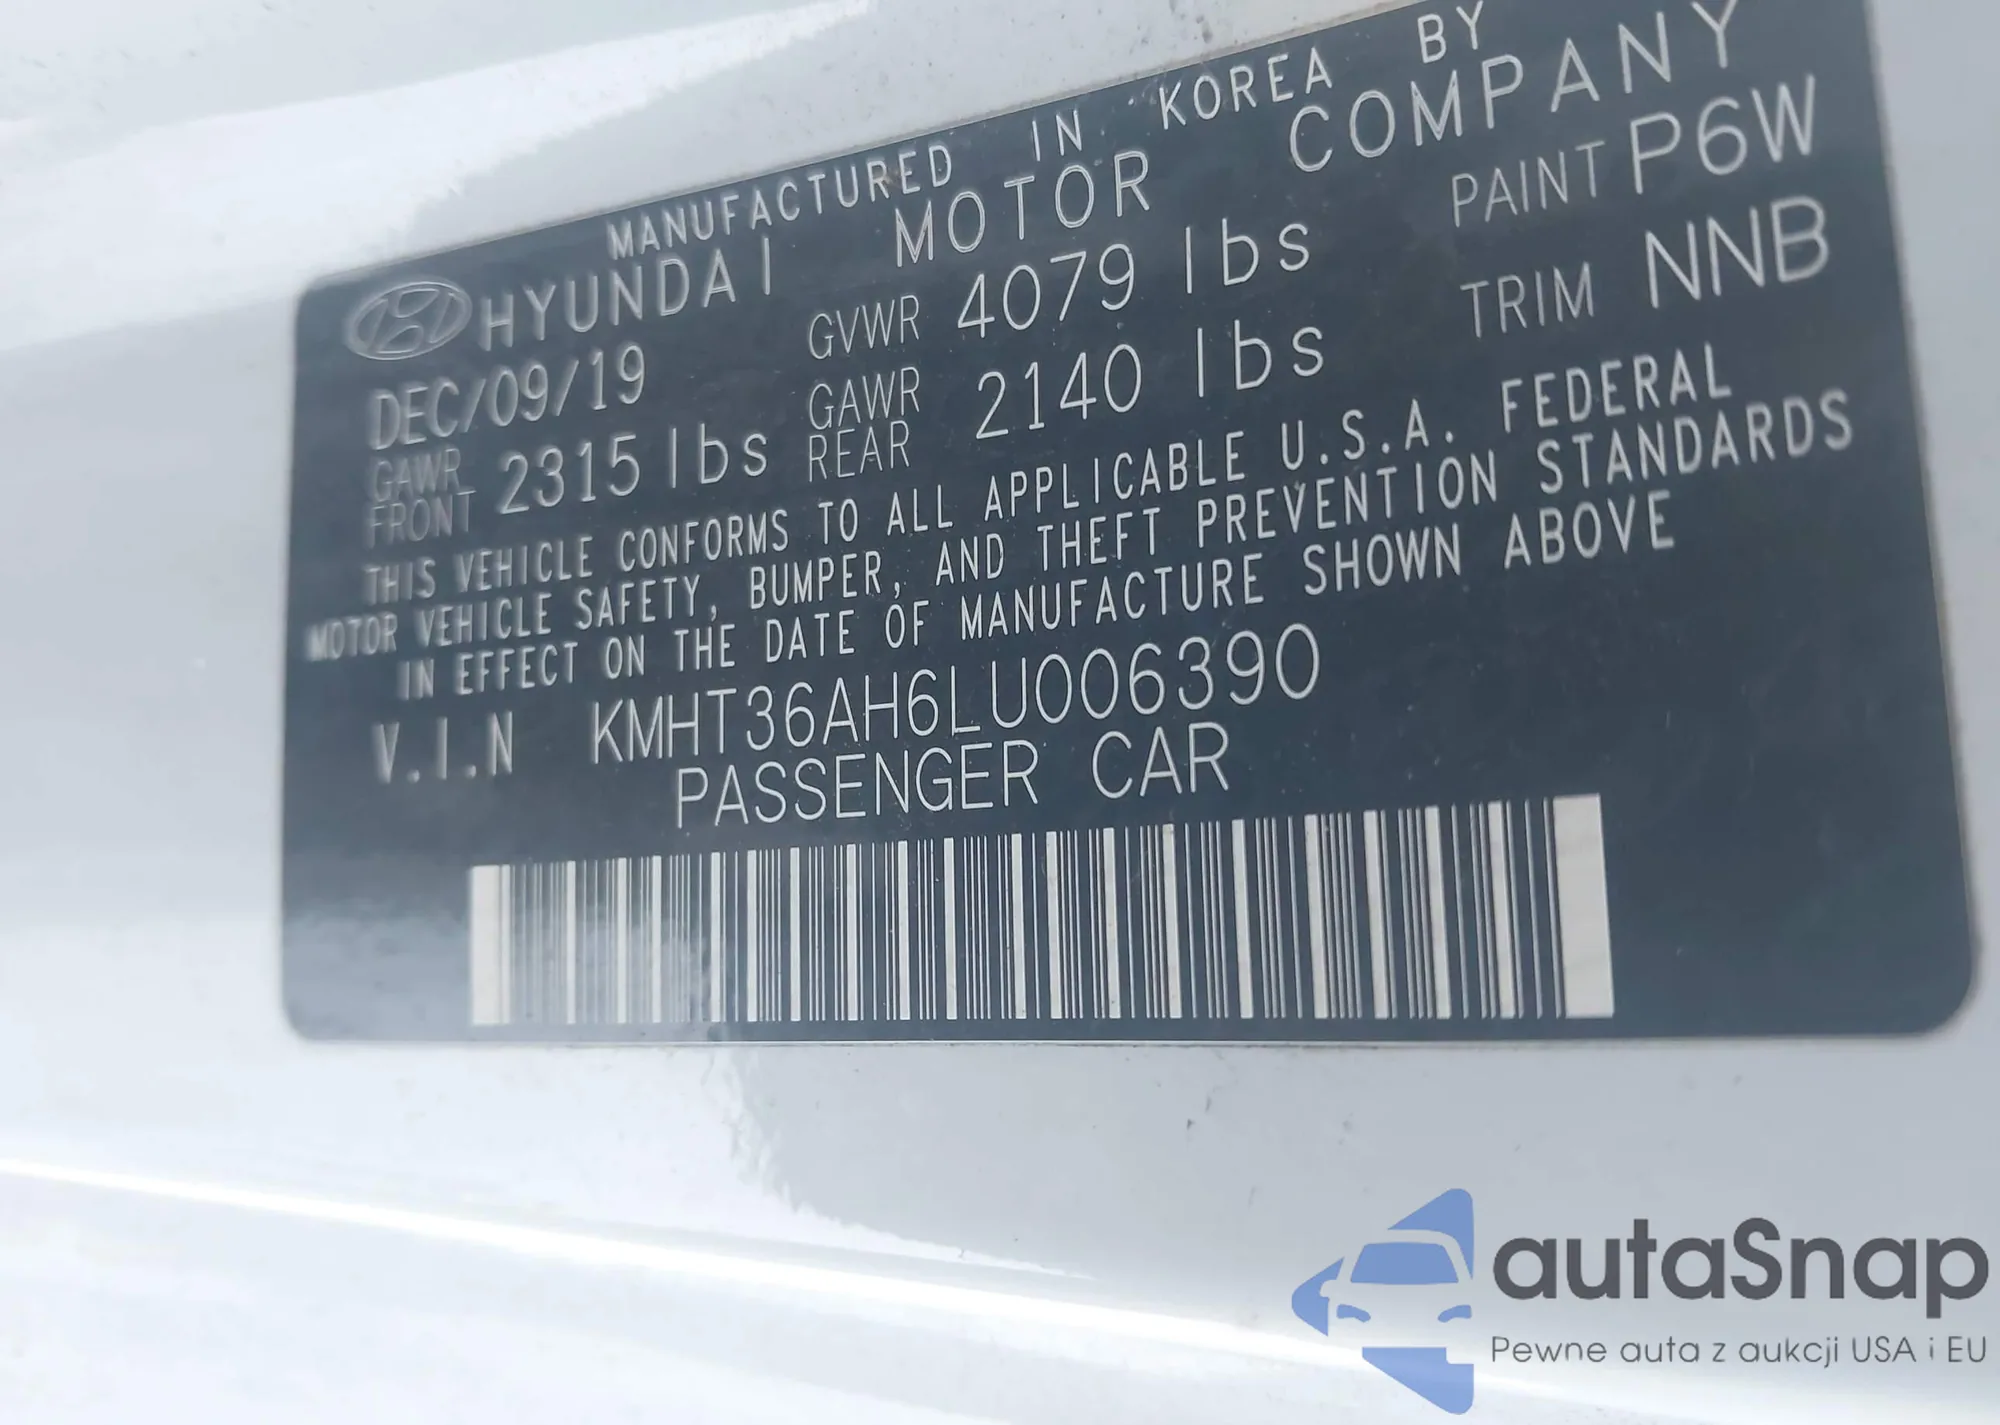 MANUFACTURED IN KOREA BY
HYUNDAI MOTOR COMPANY
DEC/09/19 GVWR 4079 lbs PAINT P6W
GAWR FRONT 2315 lbs GAWR REAR 2140 lbs TRIM NNB
THIS VEHICLE CONFORMS TO ALL APPLICABLE U.S.A. FEDERAL
MOTOR VEHICLE SAFETY, BUMPER, AND THEFT PREVENTION STANDARDS
IN EFFECT ON THE DATE OF MANUFACTURE SHOWN ABOVE
V.I.N KMHT36AH6LU006390
PASSENGER CAR
autaSnap
Pewne auta z aukcji USA i EU